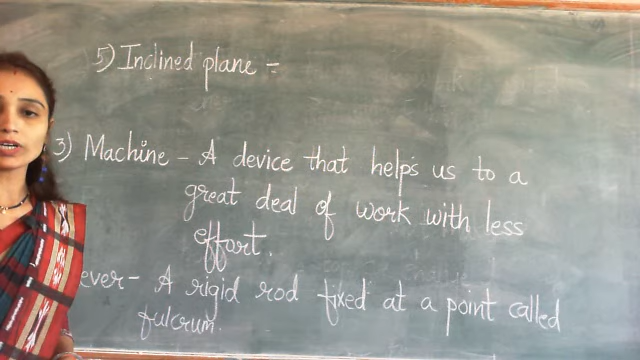 5) Inclined plane -
3) Machine - A device that helps us to a
great deal of work with less
effort.
ever- A rigid rod fixed at a point called
fulcrum.